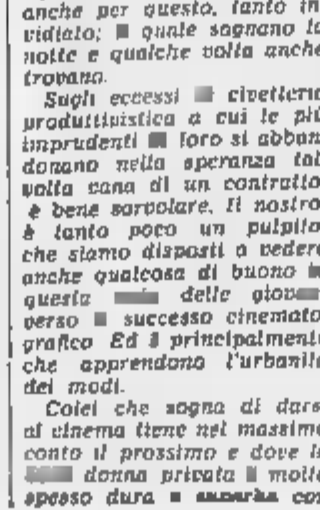 anche per questo, tanto in
vidiato; quale sognano la
notte e qualche volta anche
trovano.
Sugli eccessi civetteria
produttivistica a cui le più
imprudenti loro si abban
donano nella speranza tal
volta vana di un contratto
è bene sorvolare. Il nostro
è tanto poco un pulpito
che siamo disposti a vedere
anche qualcosa di buono
questa delle giovani
verso successo cinemato
grafico Ed è principalmente
che apprendono l'urbanità
dei modi.
Colei che sogna di darsi
al cinema tiene nel massimo
conto il prossimo e dove la
donna privata molto
spesso dura con